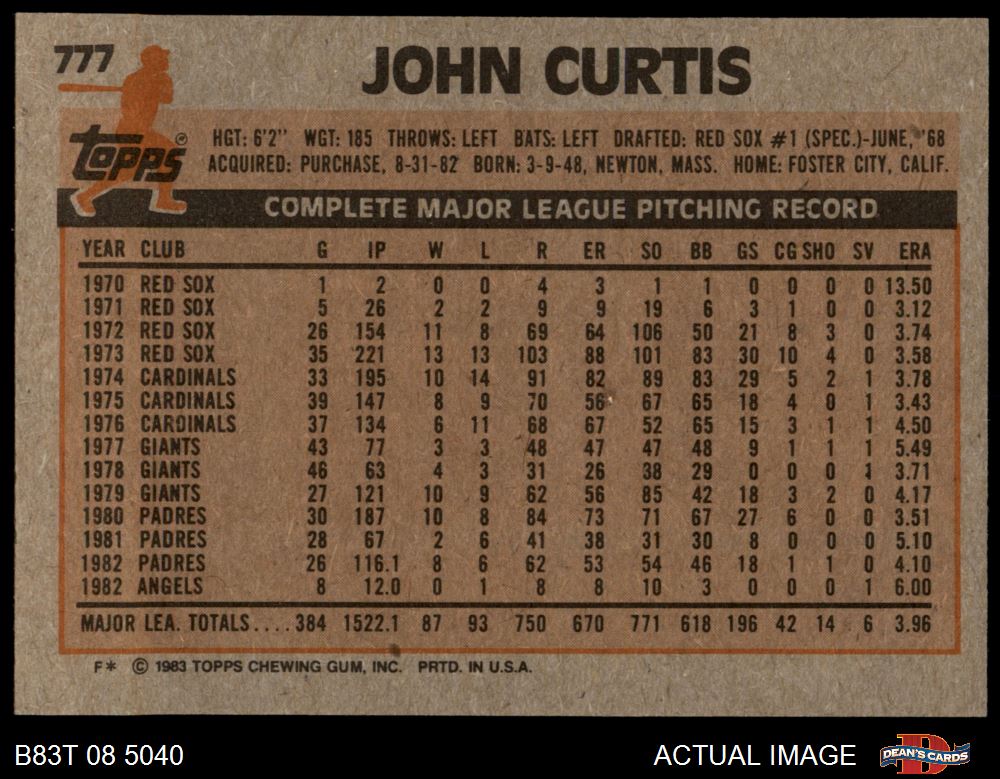 777
JOHN CURTIS
topps®
HGT: 6'2" WGT: 185 THROWS: LEFT BATS: LEFT DRAFTED: RED SOX #1 (SPEC.)-JUNE, '68
ACQUIRED: PURCHASE, 8-31-82 BORN: 3-9-48, NEWTON, MASS. HOME: FOSTER CITY, CALIF.
COMPLETE MAJOR LEAGUE PITCHING RECORD
YEAR CLUB G IP W L R ER SO BB GS CG SHO SV ERA
1970 RED SOX 1 2 0 0 4 3 1 1 0 0 0 0 13.50
1971 RED SOX 5 26 2 2 9 9 19 6 3 1 0 0 3.12
1972 RED SOX 26 154 11 8 69 64 106 50 21 8 3 0 3.74
1973 RED SOX 35 221 13 13 103 88 101 83 30 10 4 0 3.58
1974 CARDINALS 33 195 10 14 91 82 89 83 29 5 2 1 3.78
1975 CARDINALS 39 147 8 9 70 56 67 65 18 4 0 1 3.43
1976 CARDINALS 37 134 6 11 68 67 52 65 15 3 1 1 4.50
1977 GIANTS 43 77 3 3 48 47 47 48 9 1 1 1 5.49
1978 GIANTS 46 63 4 3 31 26 38 29 0 0 0 1 3.71
1979 GIANTS 27 121 10 9 62 56 85 42 18 3 2 0 4.17
1980 PADRES 30 187 10 8 84 73 71 67 27 6 0 0 3.51
1981 PADRES 28 67 2 6 41 38 31 30 8 0 0 0 5.10
1982 PADRES 26 116.1 8 6 62 53 54 46 18 1 1 0 4.10
1982 ANGELS 8 12.0 0 1 8 8 10 3 0 0 0 1 6.00
MAJOR LEA. TOTALS....384 1522.1 87 93 750 670 771 618 196 42 14 6 3.96
F* © 1983 TOPPS CHEWING GUM, INC. PRTD. IN U.S.A.
B83T 08 5040
ACTUAL IMAGE
D
DEAN'S CARDS